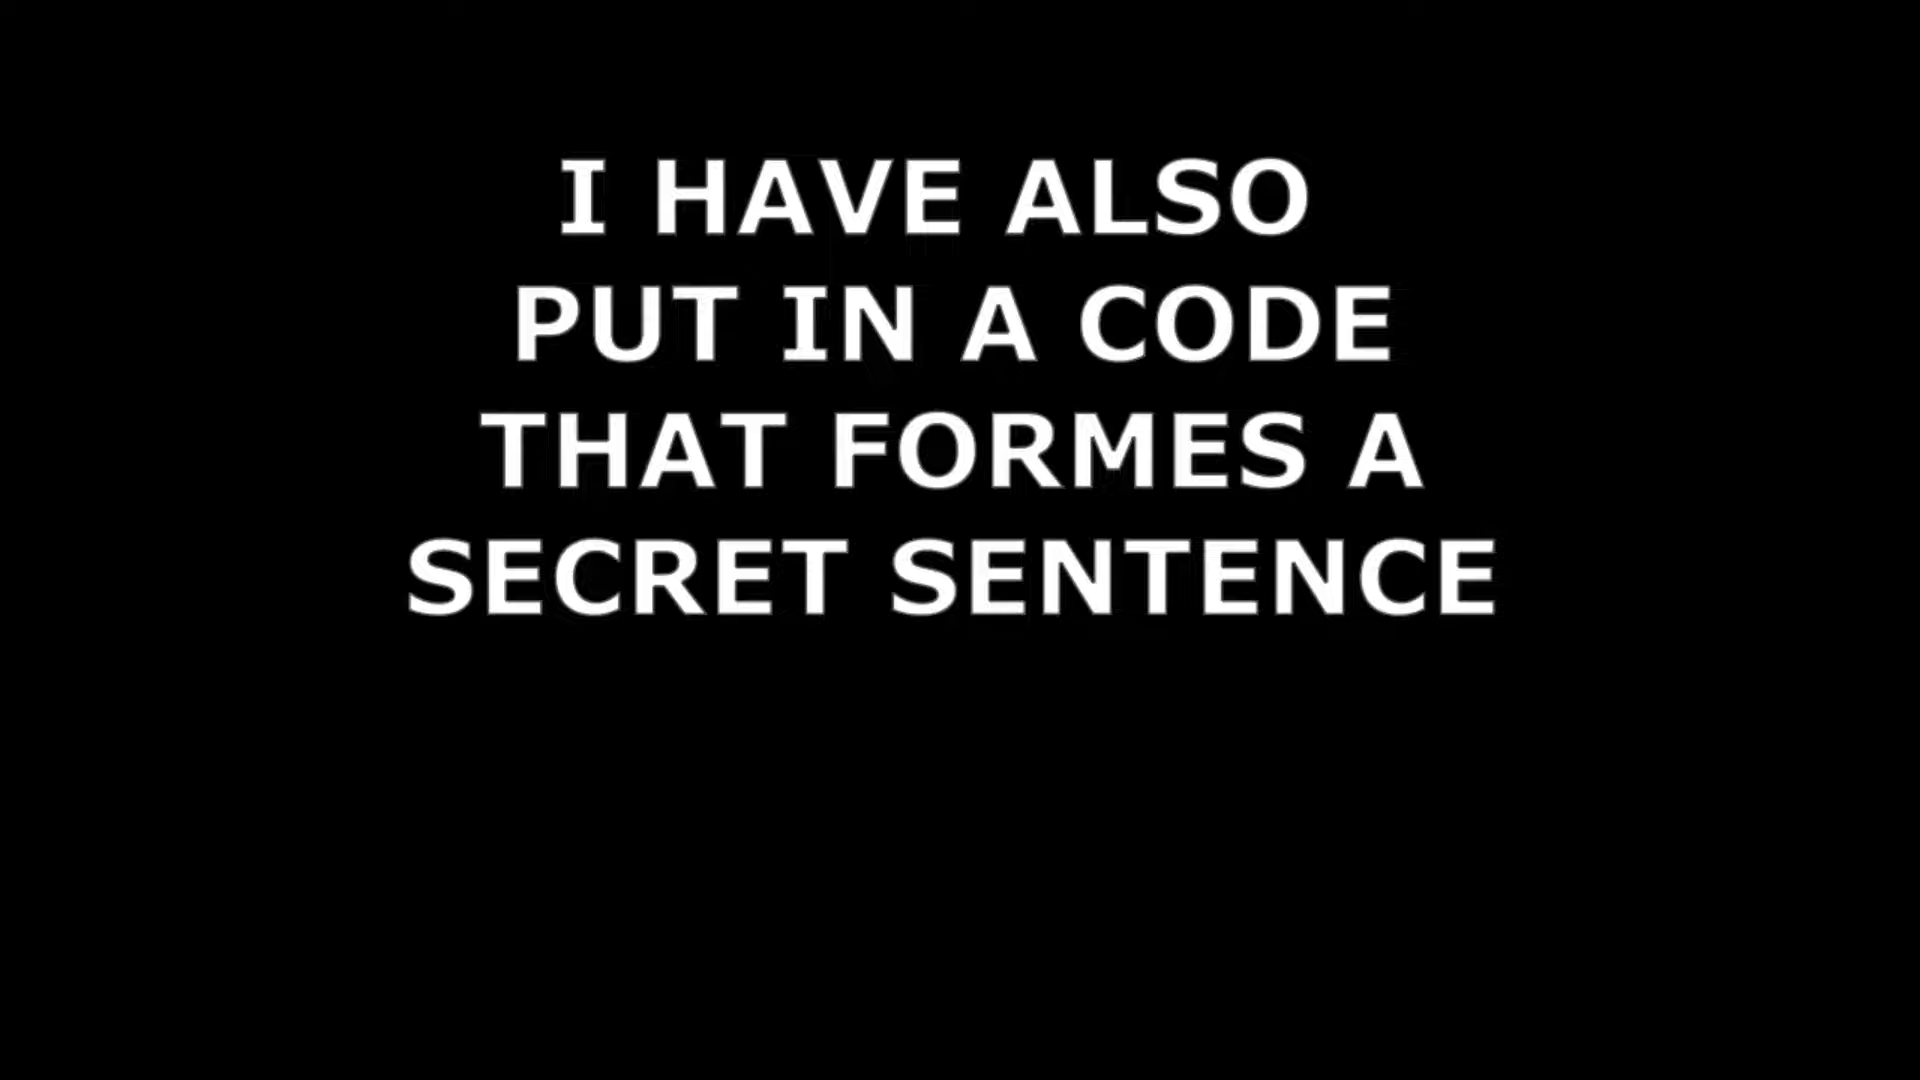 I HAVE ALSO
PUT IN A CODE
THAT FORMES A
SECRET SENTENCE